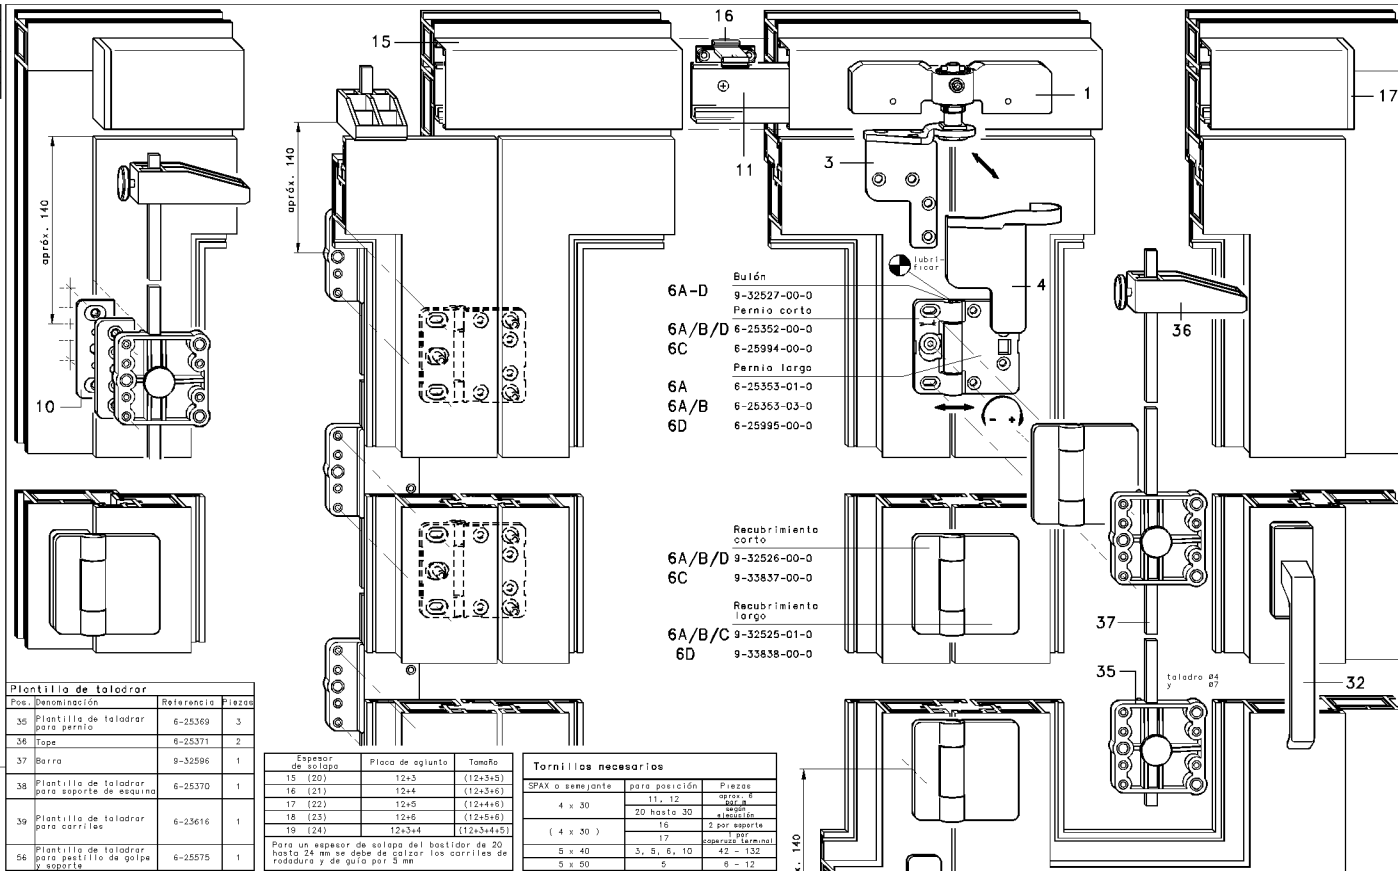 16
15
1
17
11
3
apróx. 140
apróx. 140
lubri-
ficar
4
36
10
Bulón
6A-D 9-32527-00-0
Pernio corto
6A/B/D 6-25352-00-0
6C 6-25994-00-0
Pernio largo
6A 6-25353-01-0
6A/B 6-25353-03-0
6D 6-25995-00-0
- +
Recubrimiento
corto
6A/B/D 9-32526-00-0
6C 9-33837-00-0
Recubrimiento
largo
6A/B/C 9-32525-01-0
6D 9-33838-00-0
37
35
taladro ø4
y ø7
32
Plantilla de taladrar
Pos. Denominación Referencia Piezas
35 Plantilla de taladrar para pernio 6-25369 3
36 Tope 6-25371 2
37 Barra 9-32596 1
38 Plantilla de taladrar para soporte de esquina 6-25370 1
39 Plantilla de taladrar para carriles 6-23616 1
56 Plantilla de taladrar para pestillo de golpe y soporte 6-25575 1
Espesor de solapa Placa de agiunto Tamaño
15 (20) 12+3 (12+3+5)
16 (21) 12+4 (12+3+6)
17 (22) 12+5 (12+4+6)
18 (23) 12+6 (12+5+6)
19 (24) 12+3+4 (12+3+4+5)
Para un espesor de solapa del bastidor de 20
hasta 24 mm se debe de calzar los carriles de
rodadura y de guia por 5 mm
Tornillos necesarios
SPAX o semejante para posición Piezas
4 x 30 11, 12 aprox. 6 por m
20 hasta 30 según elecución
( 4 x 30 ) 16 2 por soporte
17 1 por caperuza terminal
5 x 40 3, 5, 6, 10 42 - 132
5 x 50 5 6 - 12
x. 140